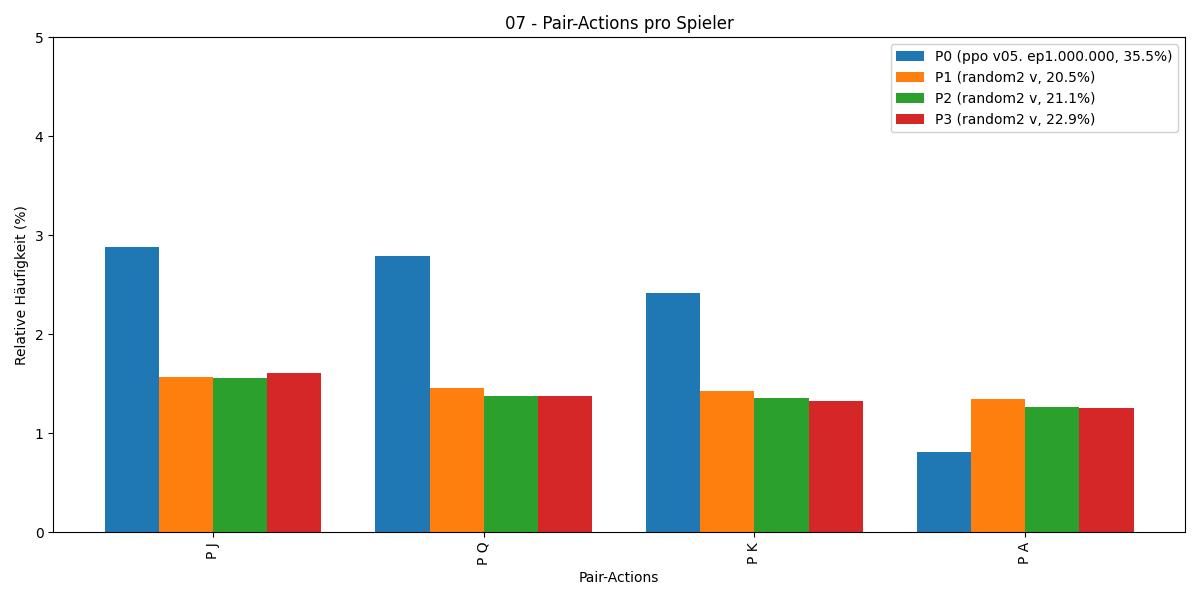 07 - Pair-Actions pro Spieler
P0 (ppo v05. ep1.000.000, 35.5%)
P1 (random2 v, 20.5%)
P2 (random2 v, 21.1%)
P3 (random2 v, 22.9%)
Relative Häufigkeit (%)
5
4
3
2
1
0
P J
P Q
P K
P A
Pair-Actions